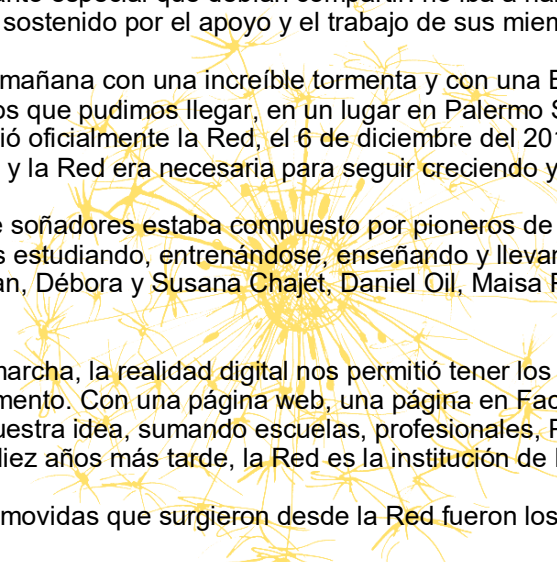 sostenido por el apoyo y el trabajo de sus
mañana con una increíble tormenta y con una
os que pudimos llegar, en un lugar en Palermo S
ió oficialmente la Red, el 6 de diciembre del 201
y la Red era necesaria para seguir creciendo y
e soñadores estaba compuesto por pioneros de
s estudiando, entrenándose, enseñando y llevar
an, Débora y Susana Chajet, Daniel Oil, Maisa
marcha, la realidad digital nos permitió tener los
mento. Con una página web, una página en Fac
uestra idea, sumando escuelas, profesionales,
diez años más tarde, la Red es la institución de
movidas que surgieron desde la Red fueron los